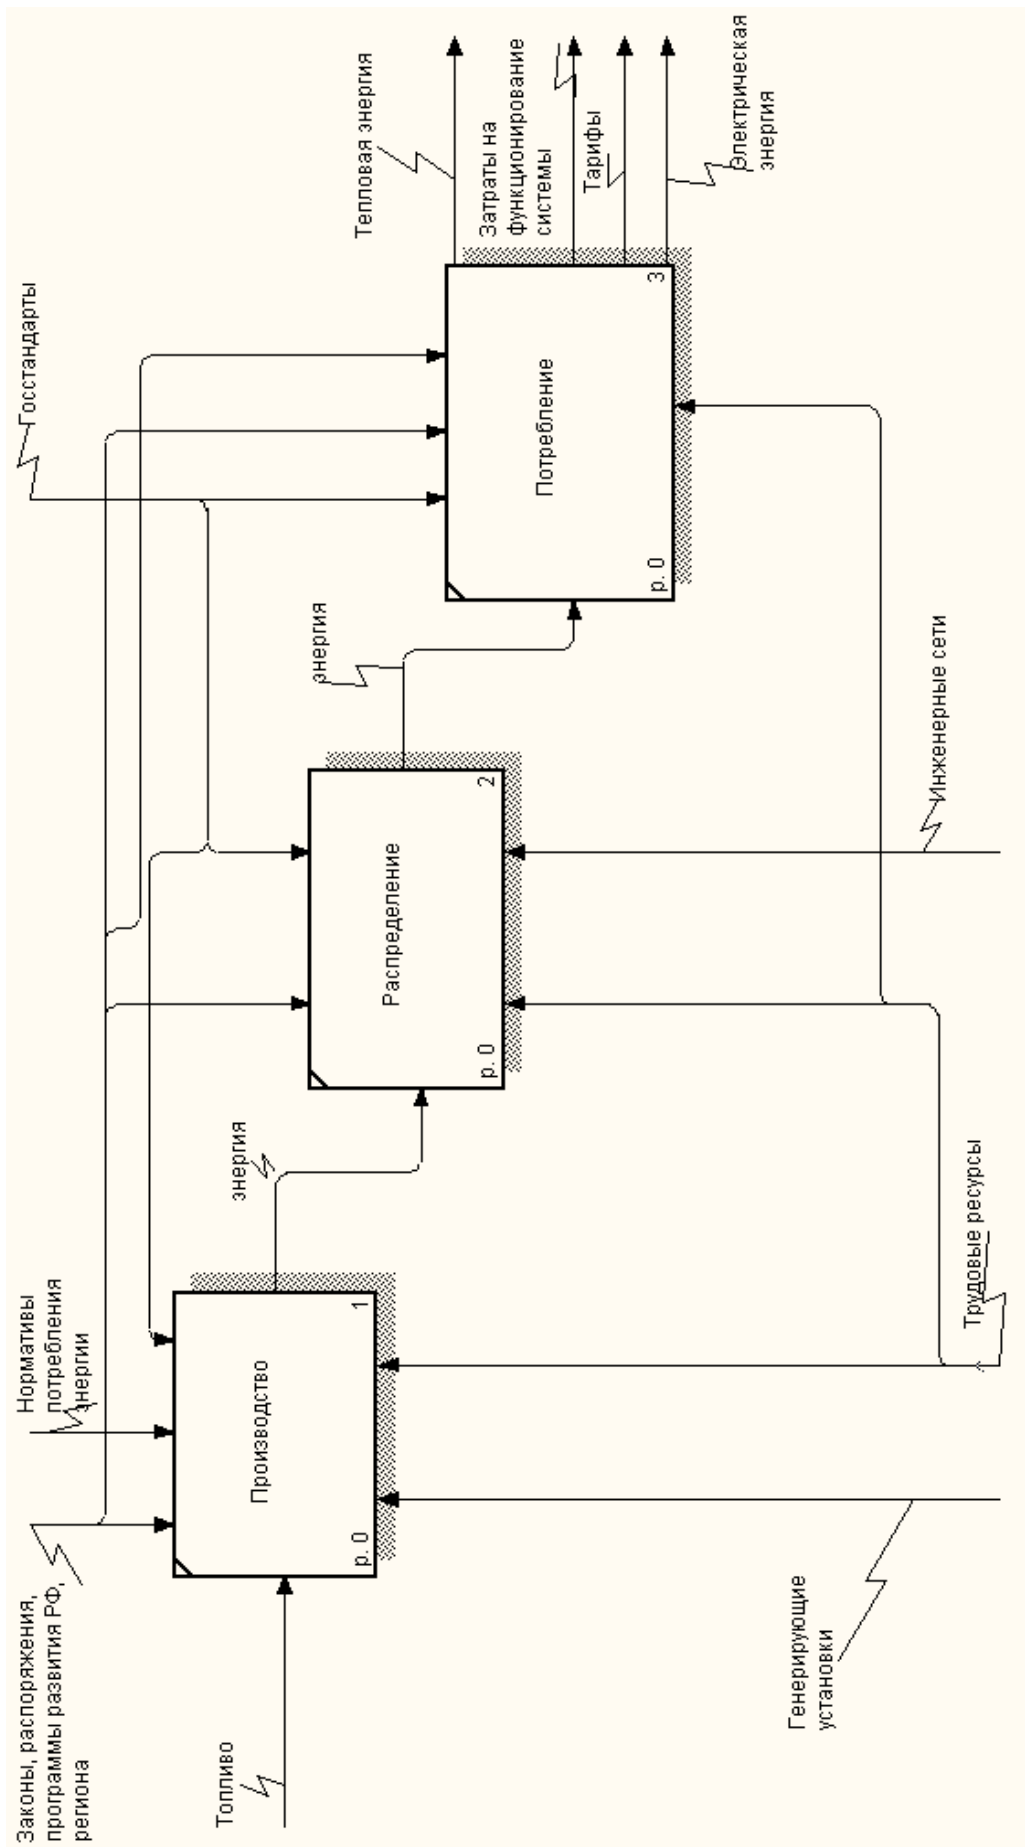 Законы, распоряжения,
программы развития РФ,
региона
Нормативы
потребления
энергии
Госстандарты
Топливо
Производство
р. 0
1
энергия
Распределение
р. 0
2
энергия
Потребление
р. 0
3
Тепловая энергия
Затраты на
функционирование
системы
Тарифы
Электрическая
энергия
Генерирующие
установки
Трудовые ресурсы
Инженерные сети